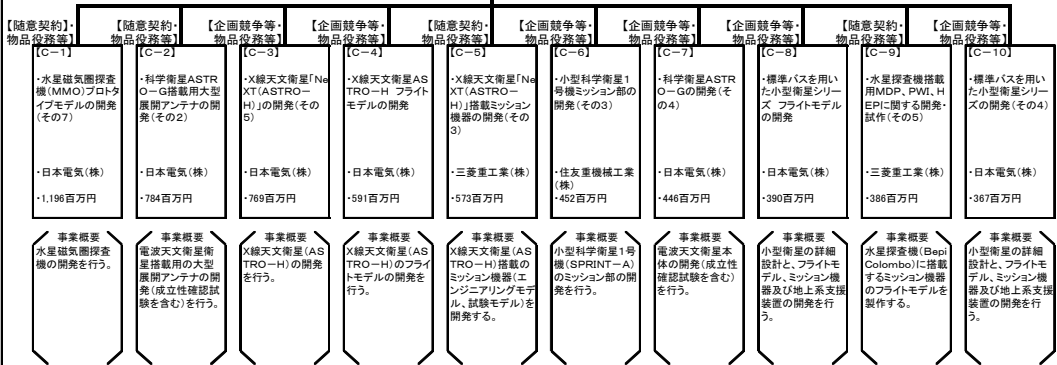 【随意契約・
物品役務等】
【随意契約・
物品役務等】
【企画競争等・
物品役務等】
【企画競争等・
物品役務等】
【随意契約・
物品役務等】
【企画競争等・
物品役務等】
【企画競争等・
物品役務等】
【企画競争等・
物品役務等】
【随意契約・
物品役務等】
【企画競争等・
物品役務等】
【C－1】
・水星磁気圏探査
機(MMO)プロトタ
イプモデルの開発
(その7)
・日本電気(株)
・1,196百万円
【C－2】
・科学衛星ASTR
O－G搭載用大型
展開アンテナの開
発(その2)
・日本電気(株)
・784百万円
【C－3】
・X線天文衛星「Ne
XT(ASTRO－
H)」の開発(その
5)
・日本電気(株)
・769百万円
【C－4】
・X線天文衛星AS
TRO－H フライト
モデルの開発
・日本電気(株)
・591百万円
【C－5】
・X線天文衛星「Ne
XT(ASTRO－
H)」搭載ミッション
機器の開発(その
3)
・三菱重工業(株)
・573百万円
【C－6】
・小型科学衛星1
号機ミッション部の
開発(その3)
・住友重機械工業
(株)
・452百万円
【C－7】
・科学衛星ASTR
O－Gの開発(そ
の4)
・日本電気(株)
・446百万円
【C－8】
・標準バスを用い
た小型衛星シリー
ズ フライトモデル
の開発
・日本電気(株)
・390百万円
【C－9】
・水星探査機搭載
用MDP、PWI、H
EPに関する開発・
試作(その5)
・三菱重工業(株)
・386百万円
【C－10】
・標準バスを用い
た小型衛星シリー
ズの開発(その4)
・日本電気(株)
・367百万円
事業概要
水星磁気圏探査
機の開発を行う。
事業概要
電波天文衛星衛
星搭載用の大型
展開アンテナの開
発(成立性確認試
験を含む)を行う。
事業概要
X線天文衛星(AS
TRO－H)の開発
を行う。
事業概要
X線天文衛星(AS
TRO－H)のフライ
トモデルの開発を
行う。
事業概要
X線天文衛星(AS
TRO－H)搭載の
ミッション機器(エ
ンジニアリングモデ
ル、試験モデル)を
開発する。
事業概要
小型科学衛星1号
機(SPRINT－A)
のミッション部の開
発を行う。
事業概要
電波天文衛星本
体の開発(成立性
確認試験を含む)
を行う。
事業概要
小型衛星の詳細
設計と、フライトモ
デル、ミッション機
器及び地上系支援
装置の開発を行
う。
事業概要
水星探査機(Bepi
Colombo)に搭載
するミッション機器
のフライトモデルを
製作する。
事業概要
小型衛星の詳細
設計と、フライトモ
デル、ミッション機
器及び地上系支援
装置の開発を行
う。